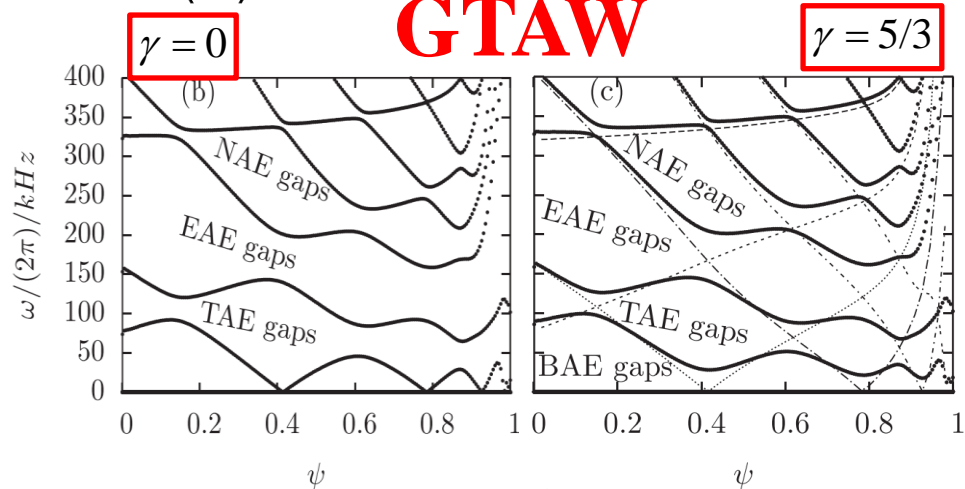 GTAW
γ = 0
γ = 5/3
(b)
(c)
400
350
300
250
200
150
100
50
0
ω/(2π)/kHz
NAE gaps
EAE gaps
TAE gaps
NAE gaps
EAE gaps
TAE gaps
BAE gaps
0 0.2 0.4 0.6 0.8 1 0 0.2 0.4 0.6 0.8 1
ψ ψ